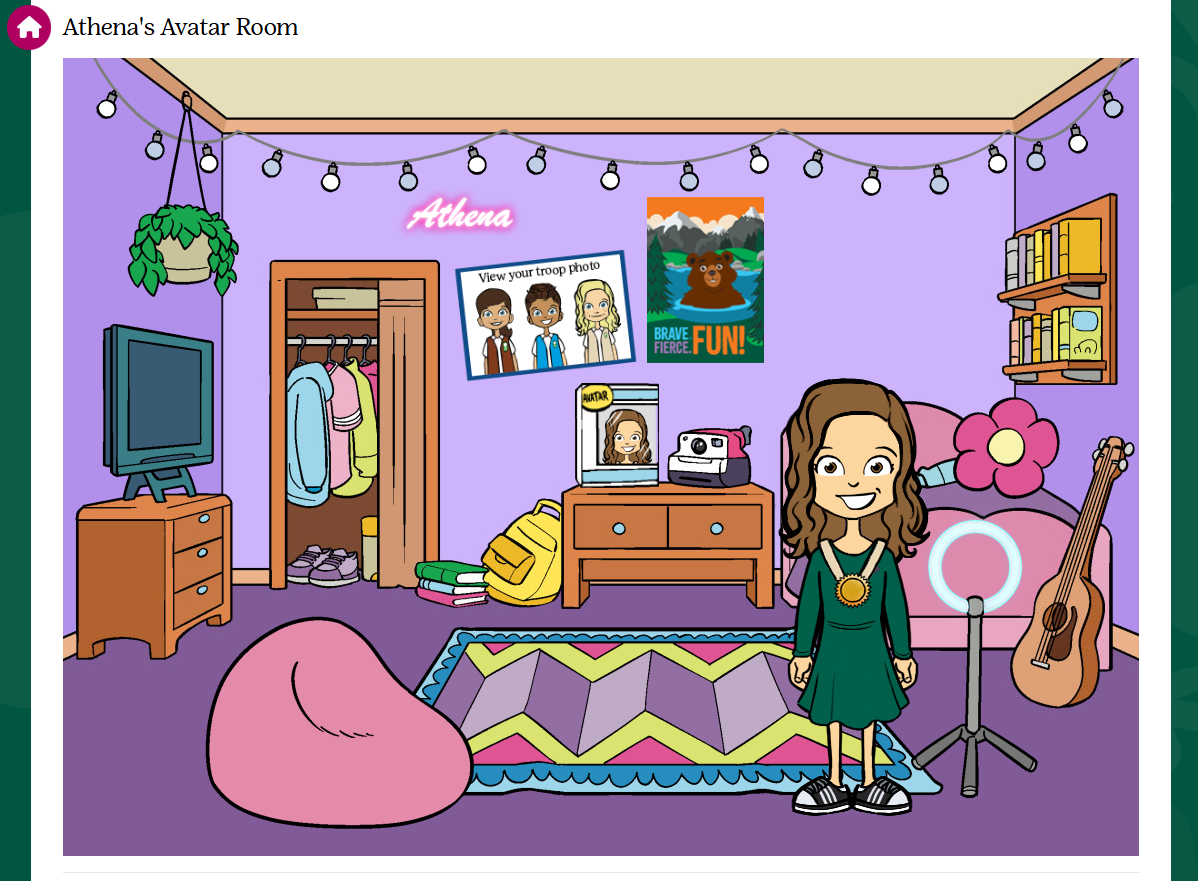 Athena's Avatar Room
Athena
View your troop photo
BRAVE.
FIERCE.
FUN!
AVATAR